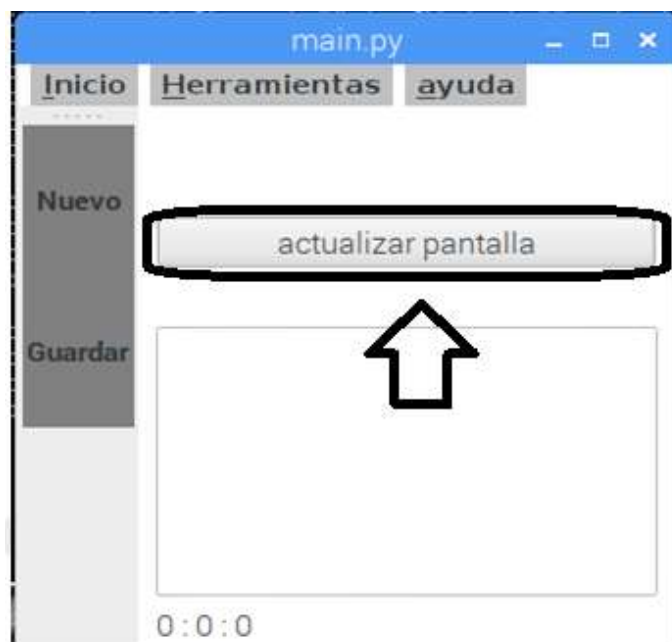 main.py
Inicio Herramientas ayuda
Nuevo
actualizar pantalla
Guardar
0:0:0